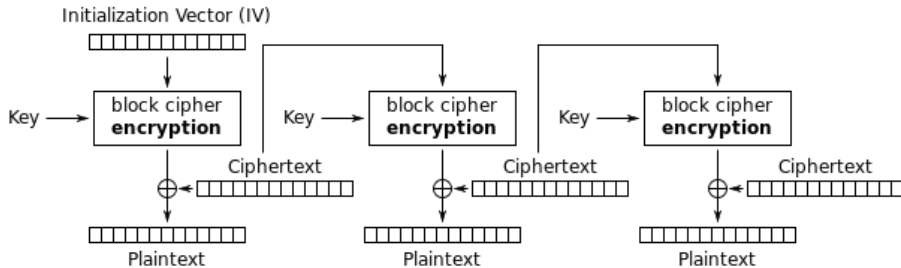 Initialization Vector (IV)
Key
block cipher
encryption
Key
block cipher
encryption
Key
block cipher
encryption
Ciphertext
Ciphertext
Ciphertext
Plaintext
Plaintext
Plaintext